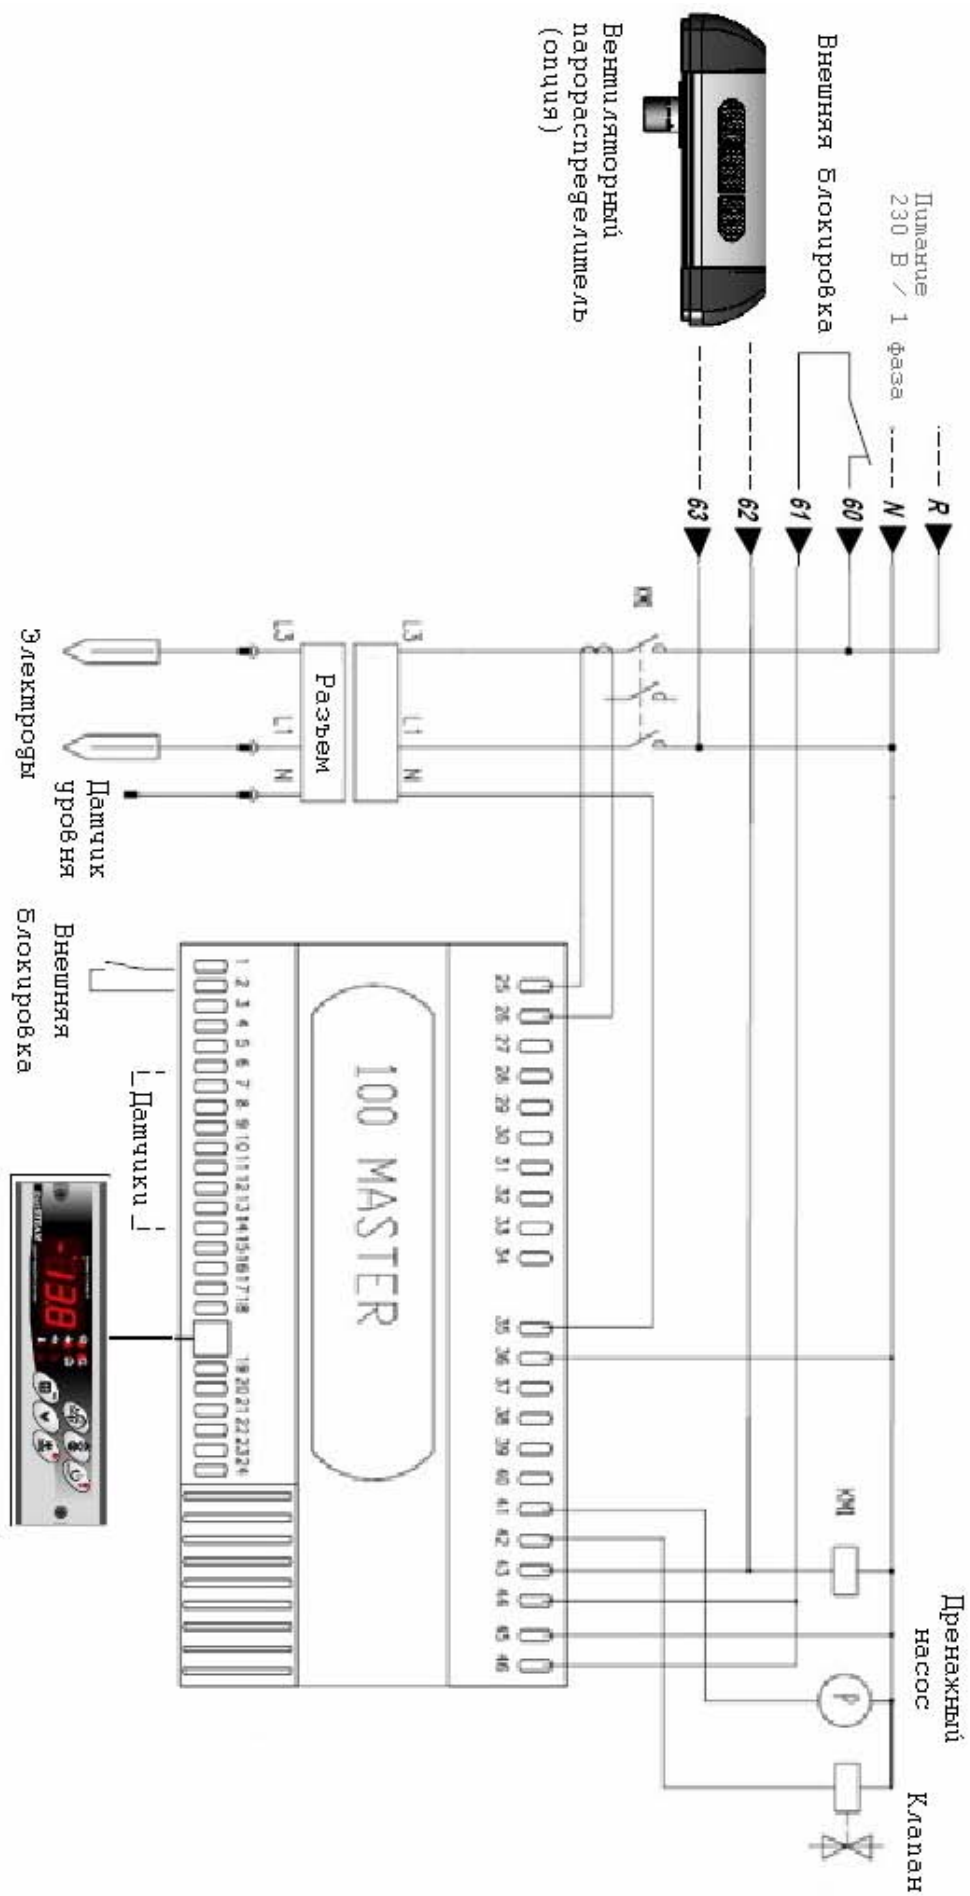 Питание
230 В / 1 фаза
Внешняя блокировка
Вентиляторный
парораспределитель
(опция)
R
N
60
61
62
63
L3
L1
N
L3
L1
N
Разъем
Электроды
Датчик
уровня
Внешняя
блокировка
Датчики
25 26 27 28 29 30 31 32 33 34 35 36 37 38 39 40 41 42 43 44 45 46
100 MASTER
1 2 3 4 5 6 7 8 9 10 11 12 13 14 15 16 17 18 19 20 21 22 23 24
KM1
P
Дренажный
насос
Клапан